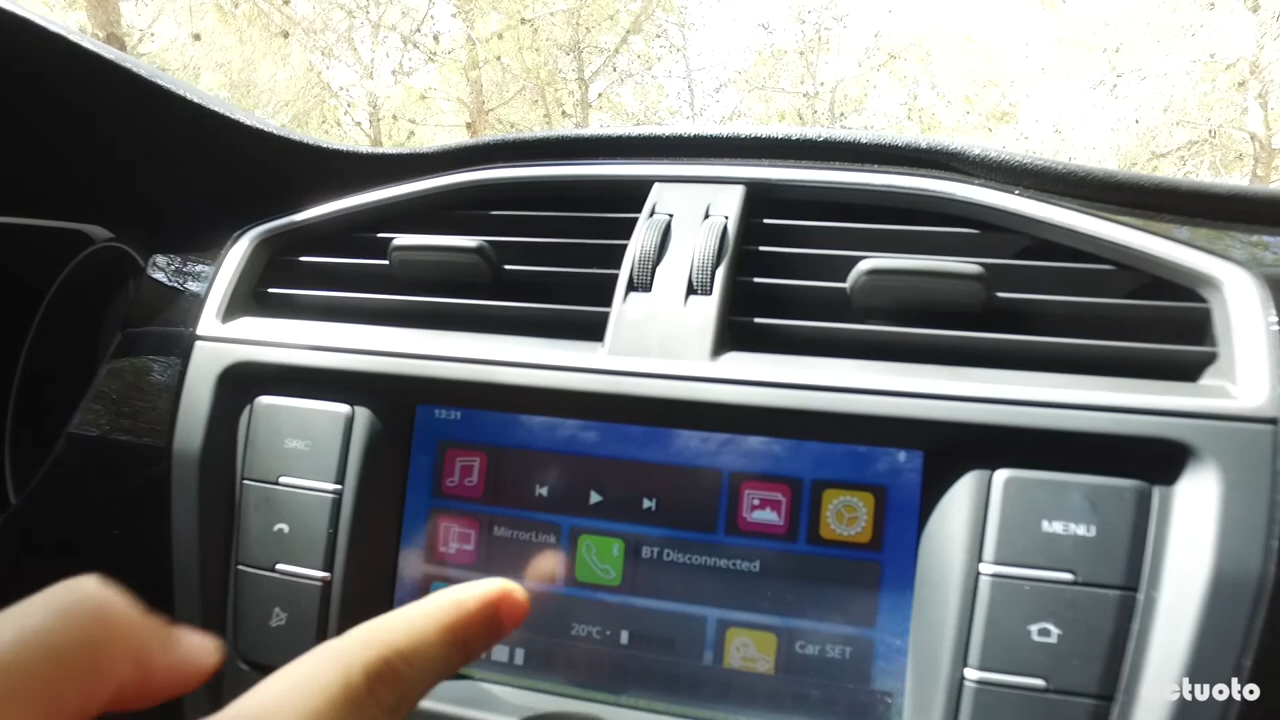 13:31
SRC
MENU
MirrorLink
BT Disconnected
20°C
Car SET
ctuoto